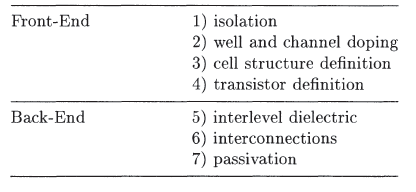 Front-End 1) isolation
2) well and channel doping
3) cell structure definition
4) transistor definition
Back-End 5) interlevel dielectric
6) interconnections
7) passivation